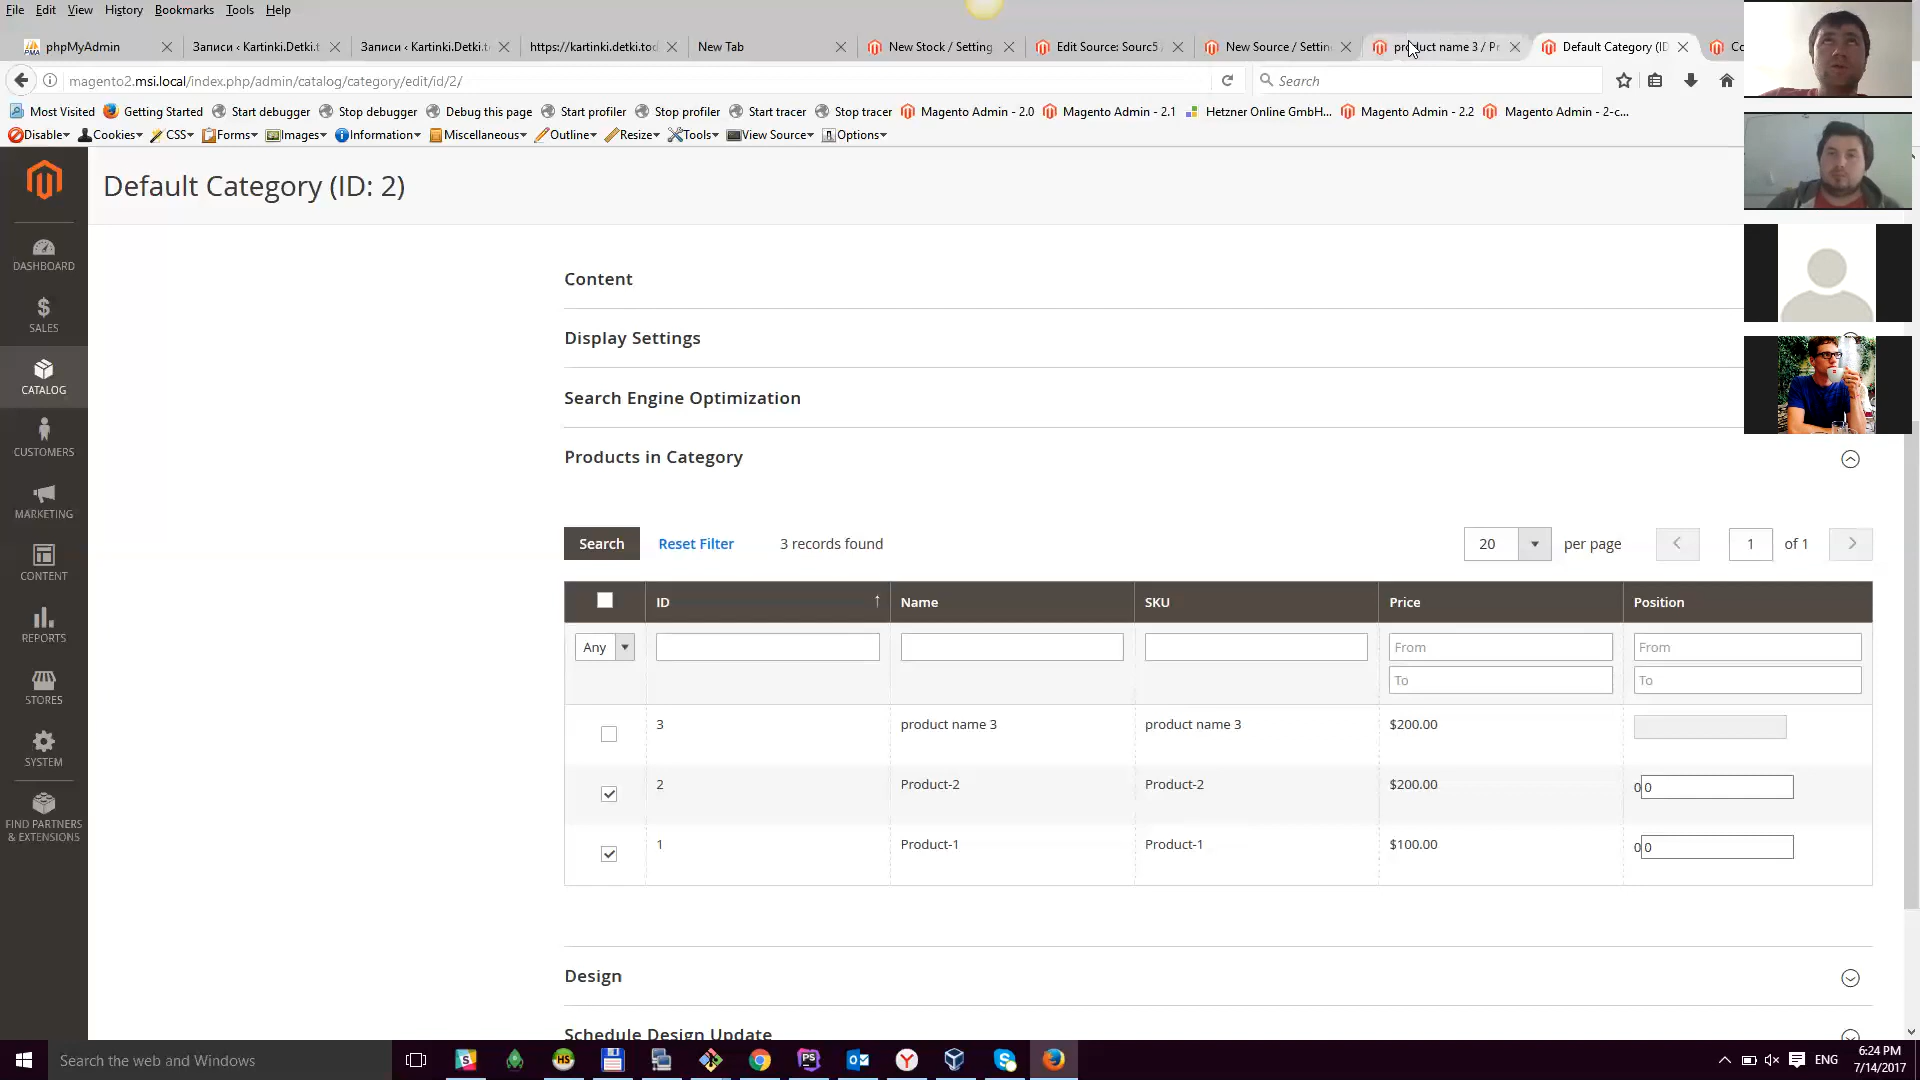 File Edit View History Bookmarks Tools Help
phpMyAdmin
Записи ‹ Kartinki.Detki.t
Записи ‹ Kartinki.Detki.t
https://kartinki.detki.tod
New Tab
New Stock / Setting
Edit Source: Sourc5
New Source / Settin
product name 3 / Pr
Default Category (ID
Co
magento2.msi.local/index.php/admin/catalog/category/edit/id/2/
Search
Most Visited Getting Started Start debugger Stop debugger Debug this page Start profiler Stop profiler Start tracer Stop tracer Magento Admin - 2.0 Magento Admin - 2.1 Hetzner Online GmbH... Magento Admin - 2.2 Magento Admin - 2-c...
Disable Cookies CSS Forms Images Information Miscellaneous Outline Resize Tools View Source Options
Default Category (ID: 2)
DASHBOARD
SALES
CATALOG
CUSTOMERS
MARKETING
CONTENT
REPORTS
STORES
SYSTEM
FIND PARTNERS
& EXTENSIONS
Content
Display Settings
Search Engine Optimization
Products in Category
Search Reset Filter 3 records found 20 per page 1 of 1
ID ↑ Name SKU Price Position
Any From From
To To
3 product name 3 product name 3 $200.00
2 Product-2 Product-2 $200.00 0 0
1 Product-1 Product-1 $100.00 0 0
Design
Schedule Design Update
Search the web and Windows
ENG
6:24 PM
7/14/2017